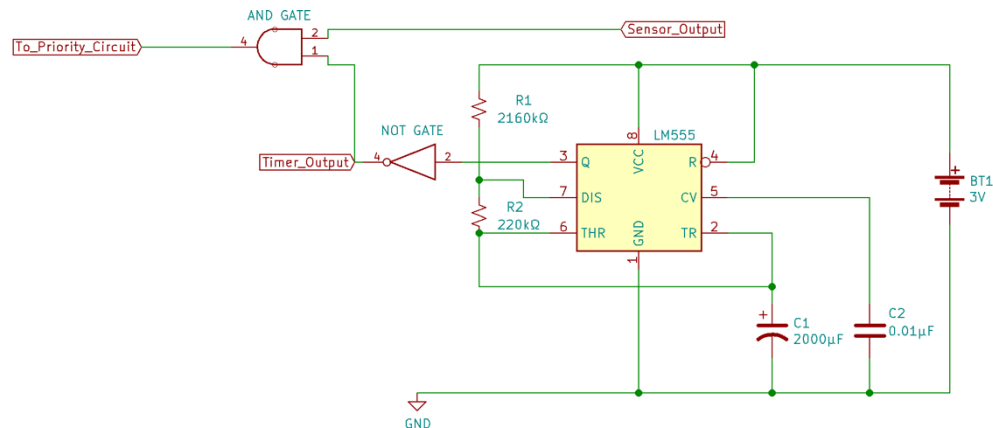 AND GATE
Sensor_Output
2
4
1
To_Priority_Circuit
R1
2160kΩ
NOT GATE
LM555
8
VCC
Timer_Output
4
2
3
Q
R
4
BT1
3V
7
DIS
CV
5
R2
220kΩ
6
THR
GND
TR
2
1
C1
2000µF
C2
0.01µF
GND